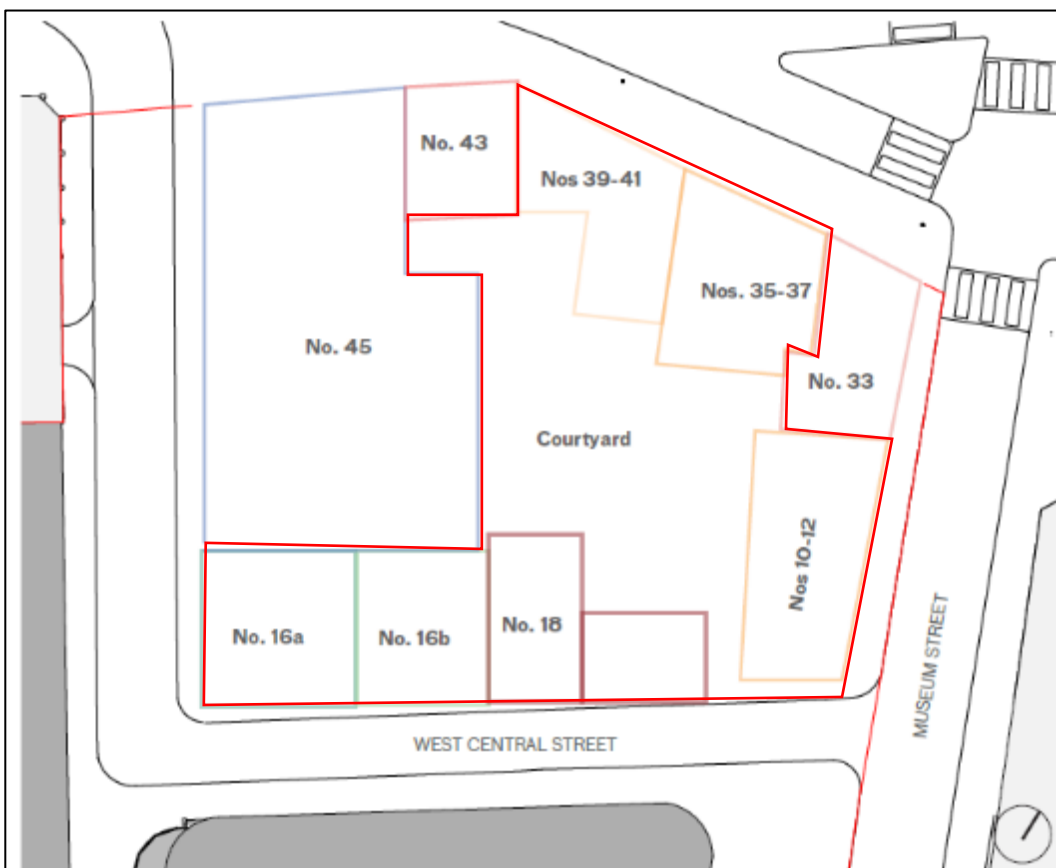 No. 43
Nos 39-41
Nos. 35-37
No. 45
No. 33
Courtyard
Nos 10-12
No. 16a
No. 16b
No. 18
MUSEUM STREET
WEST CENTRAL STREET